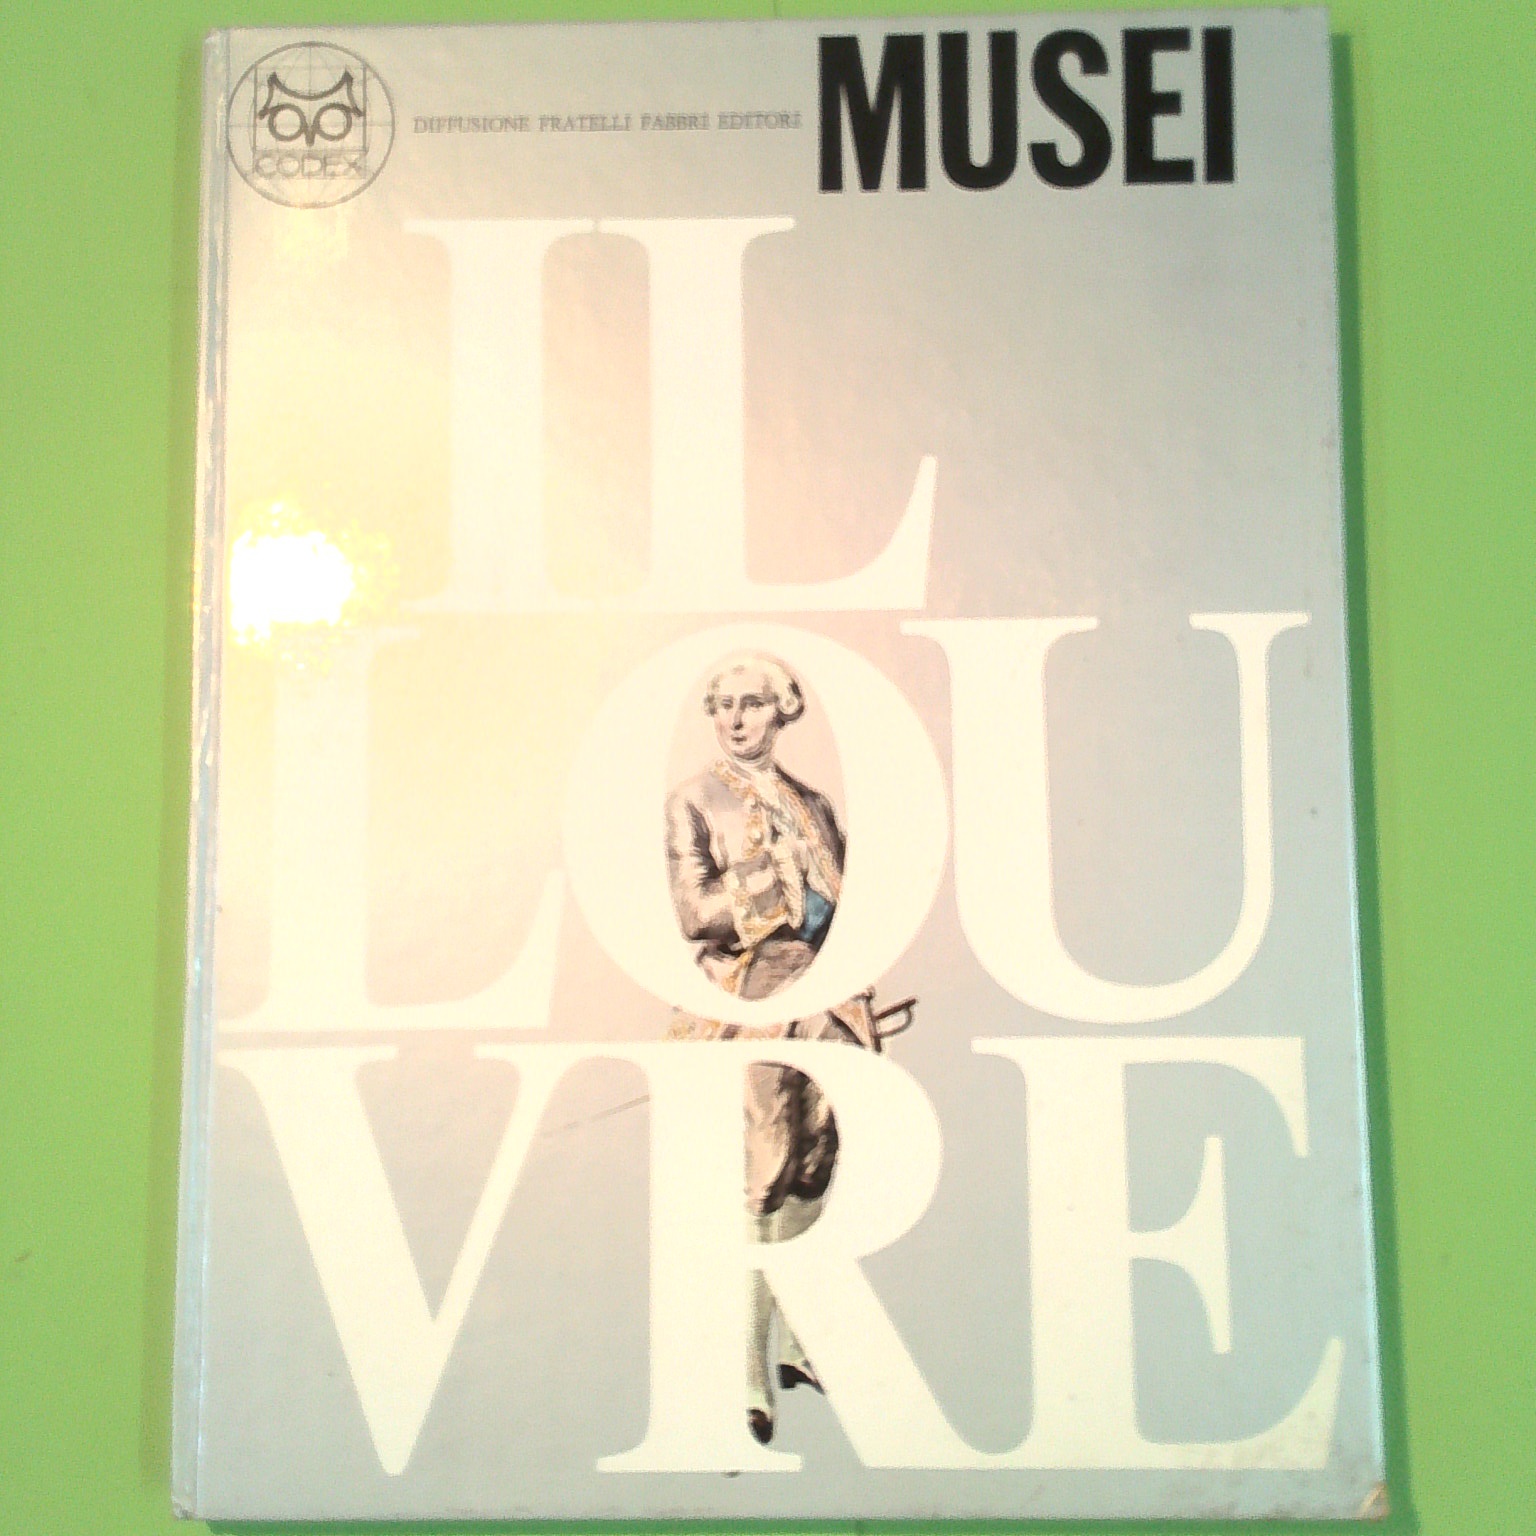 CODEX
DIFFUSIONE FRATELLI FABBRI EDITORI
MUSEI
IL
LOU
VRE